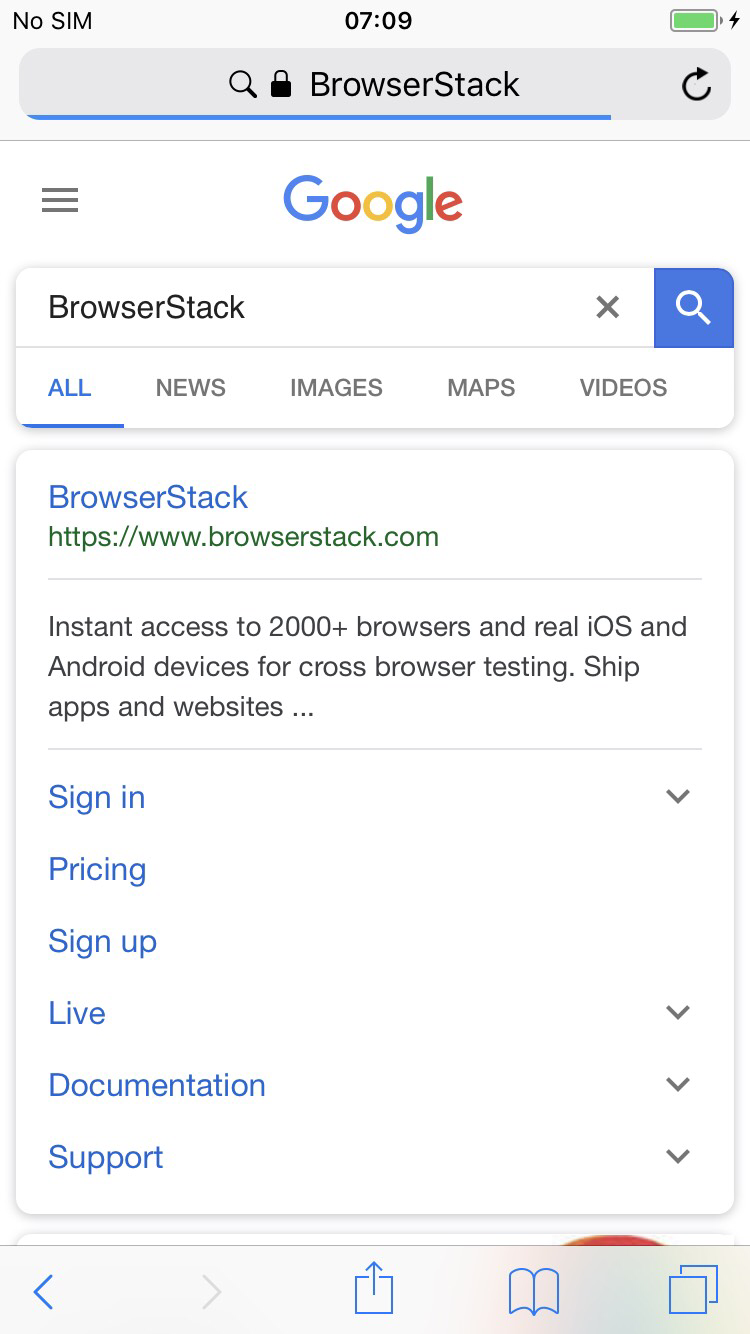 No SIM 07:09
BrowserStack
Google
BrowserStack
ALL NEWS IMAGES MAPS VIDEOS
BrowserStack
https://www.browserstack.com
Instant access to 2000+ browsers and real iOS and
Android devices for cross browser testing. Ship
apps and websites ...
Sign in
Pricing
Sign up
Live
Documentation
Support